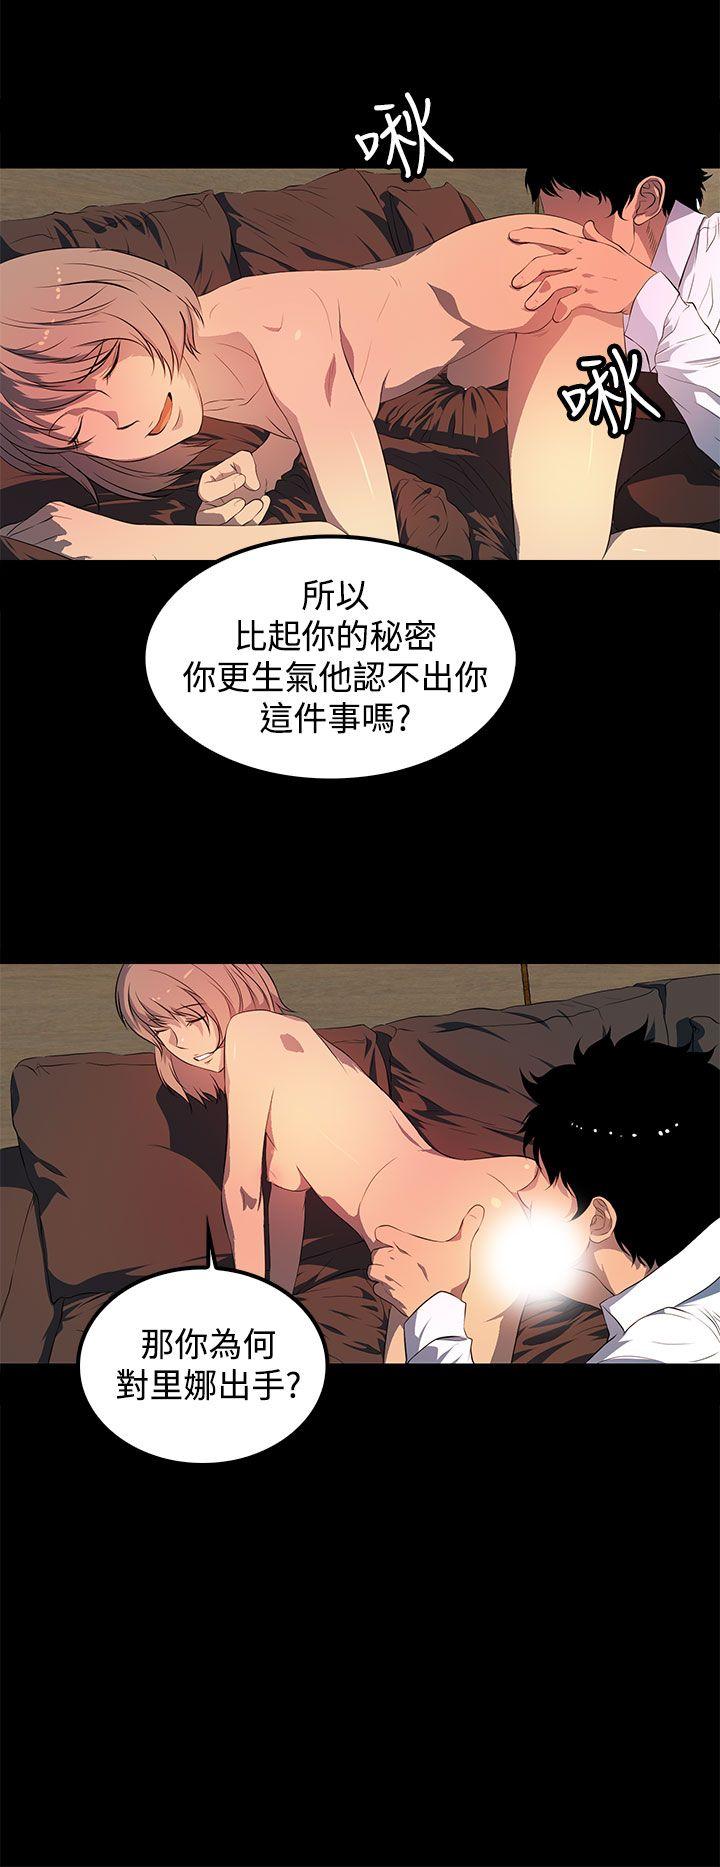 啾
啾
所以
比起你的秘密
你更生氣他認不出你
這件事嗎?
那你為何
對里娜出手?